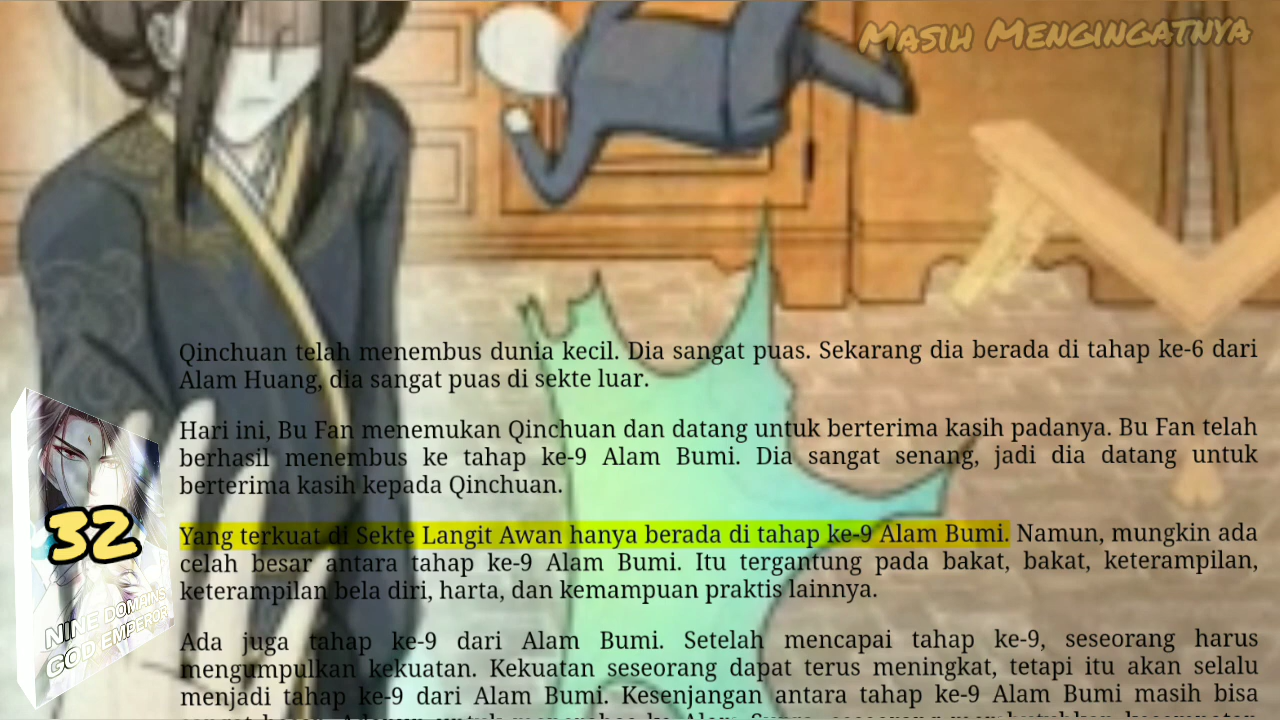 Masih Mengingatnya
Qinchuan telah menembus dunia kecil. Dia sangat puas. Sekarang dia berada di tahap ke-6 dari
Alam Huang, dia sangat puas di sekte luar.
Hari ini, Bu Fan menemukan Qinchuan dan datang untuk berterima kasih padanya. Bu Fan telah
berhasil menembus ke tahap ke-9 Alam Bumi. Dia sangat senang, jadi dia datang untuk
berterima kasih kepada Qinchuan.
Yang terkuat di Sekte Langit Awan hanya berada di tahap ke-9 Alam Bumi. Namun, mungkin ada
celah besar antara tahap ke-9 Alam Bumi. Itu tergantung pada bakat, bakat, keterampilan,
keterampilan bela diri, harta, dan kemampuan praktis lainnya.
Ada juga tahap ke-9 dari Alam Bumi. Setelah mencapai tahap ke-9, seseorang harus
mengumpulkan kekuatan. Kekuatan seseorang dapat terus meningkat, tetapi itu akan selalu
menjadi tahap ke-9 dari Alam Bumi. Kesenjangan antara tahap ke-9 Alam Bumi masih bisa
32
NINE DOMAINS
GOD EMPEROR